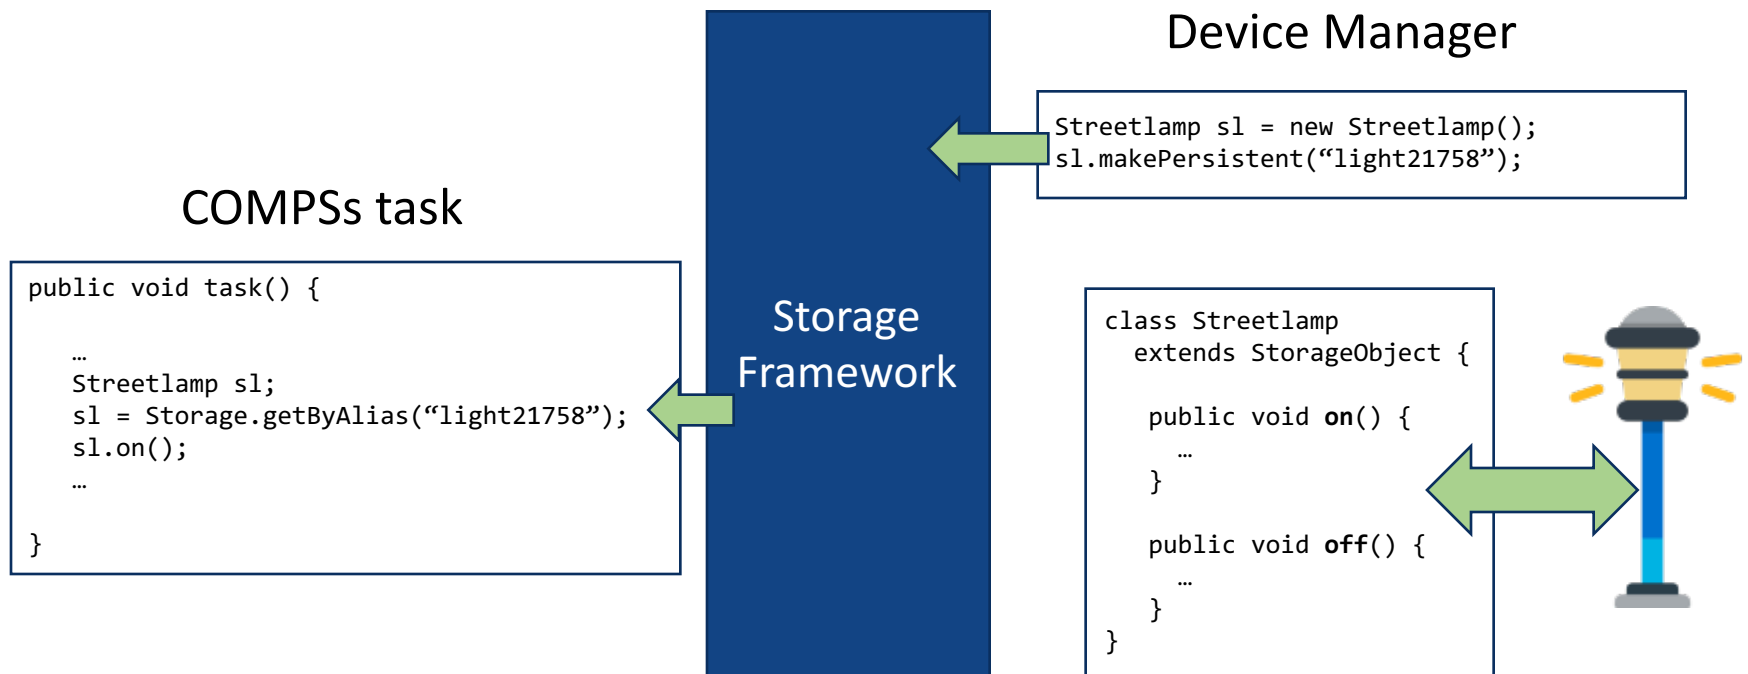 Device Manager
Streetlamp sl = new Streetlamp();
sl.makePersistent(“light21758”);
COMPSs task
public void task() {
…
Streetlamp sl;
sl = Storage.getByAlias(“light21758”);
sl.on();
…
}
Storage
Framework
class Streetlamp
extends StorageObject {
public void on() {
…
}
public void off() {
…
}
}